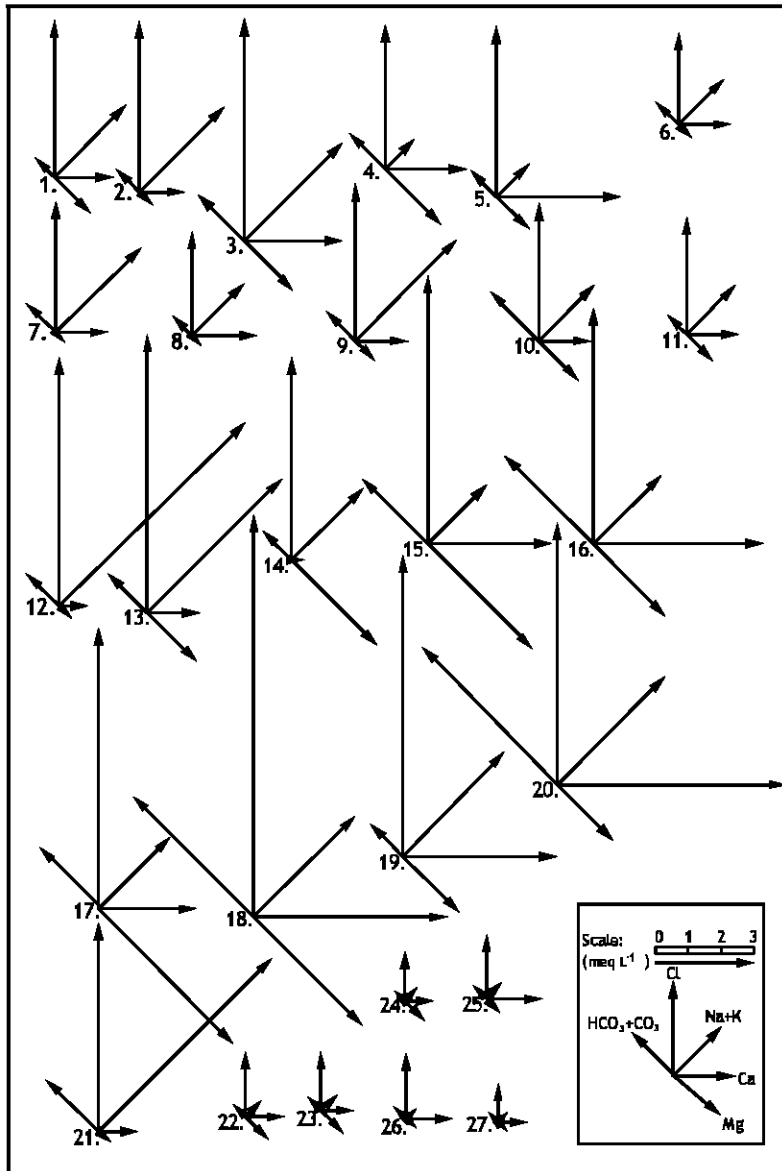 1. 2. 3. 4. 5. 6.
7. 8. 9. 10. 11.
12. 13. 14. 15. 16.
17. 18. 19. 20.
21. 22. 23. 24. 25. 26. 27.
Scale: 0 1 2 3
(meq L⁻¹)
Cl
HCO₃+CO₃ Na+K
Ca
Mg